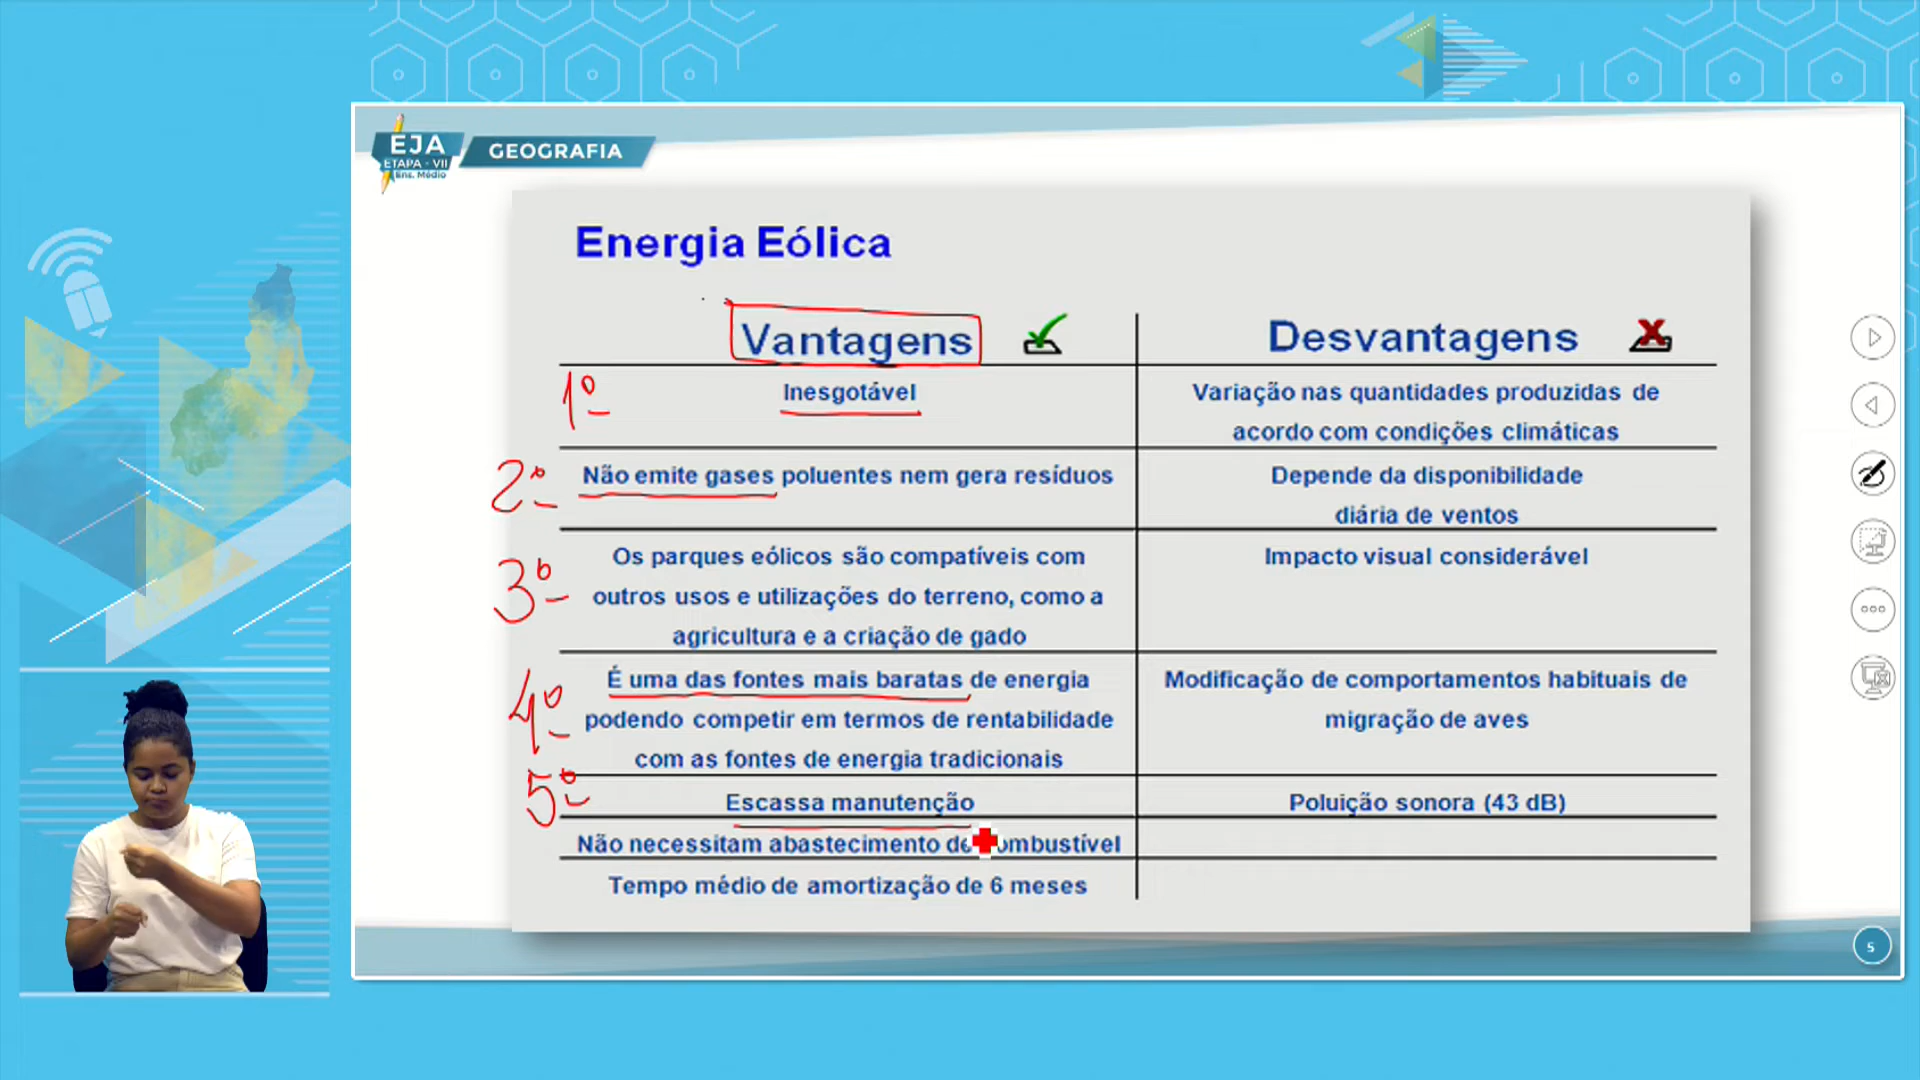 EJA
ETAPA - VII
Ens. Médio
GEOGRAFIA
Energia Eólica
Vantagens
Desvantagens
1º
Inesgotável
Variação nas quantidades produzidas de
acordo com condições climáticas
2º
Não emite gases poluentes nem gera resíduos
Depende da disponibilidade
diária de ventos
3º
Os parques eólicos são compatíveis com
outros usos e utilizações do terreno, como a
agricultura e a criação de gado
Impacto visual considerável
4º
É uma das fontes mais baratas de energia
podendo competir em termos de rentabilidade
com as fontes de energia tradicionais
Modificação de comportamentos habituais de
migração de aves
5º
Escassa manutenção
Poluição sonora (43 dB)
Não necessitam abastecimento de combustível
Tempo médio de amortização de 6 meses
5